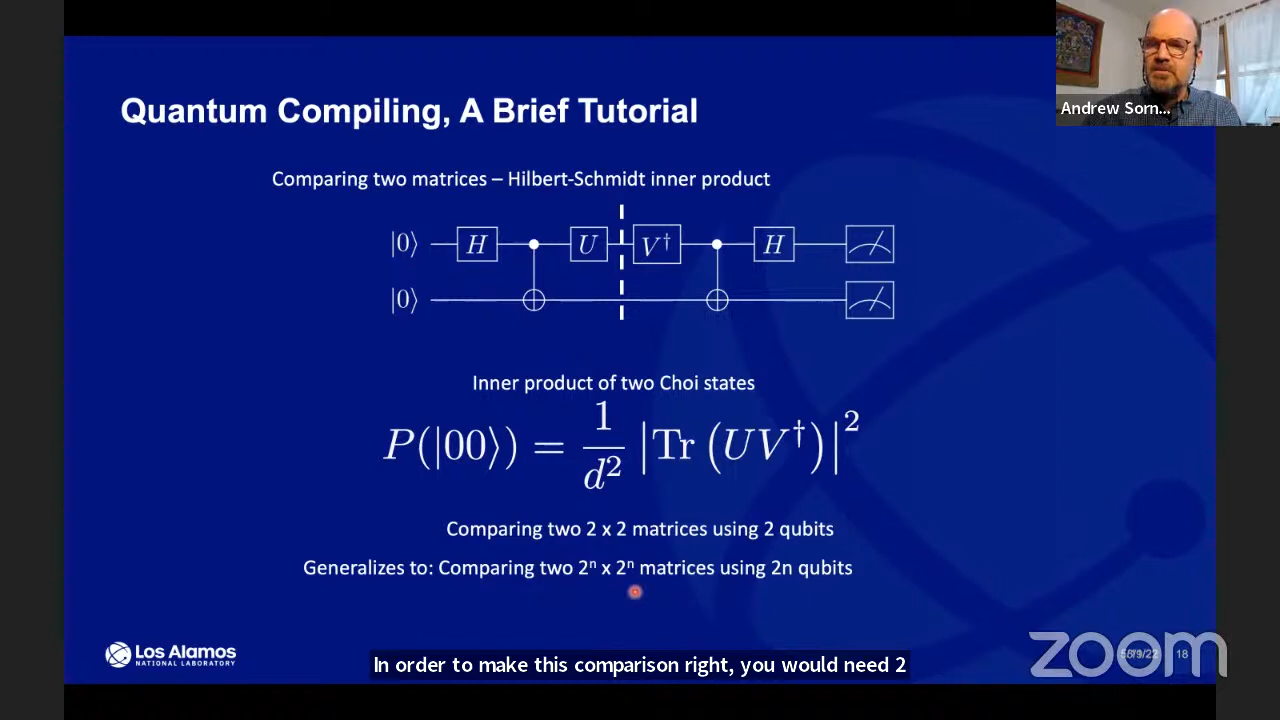 Andrew Sorn...
Quantum Compiling, A Brief Tutorial
Comparing two matrices – Hilbert-Schmidt inner product
|0⟩ H U V† H
|0⟩
Inner product of two Choi states
P(|00⟩) = 1/d² |Tr (UV†)|²
Comparing two 2 x 2 matrices using 2 qubits
Generalizes to: Comparing two 2ⁿ x 2ⁿ matrices using 2n qubits
Los Alamos
NATIONAL LABORATORY
In order to make this comparison right, you would need 2
zoom
18